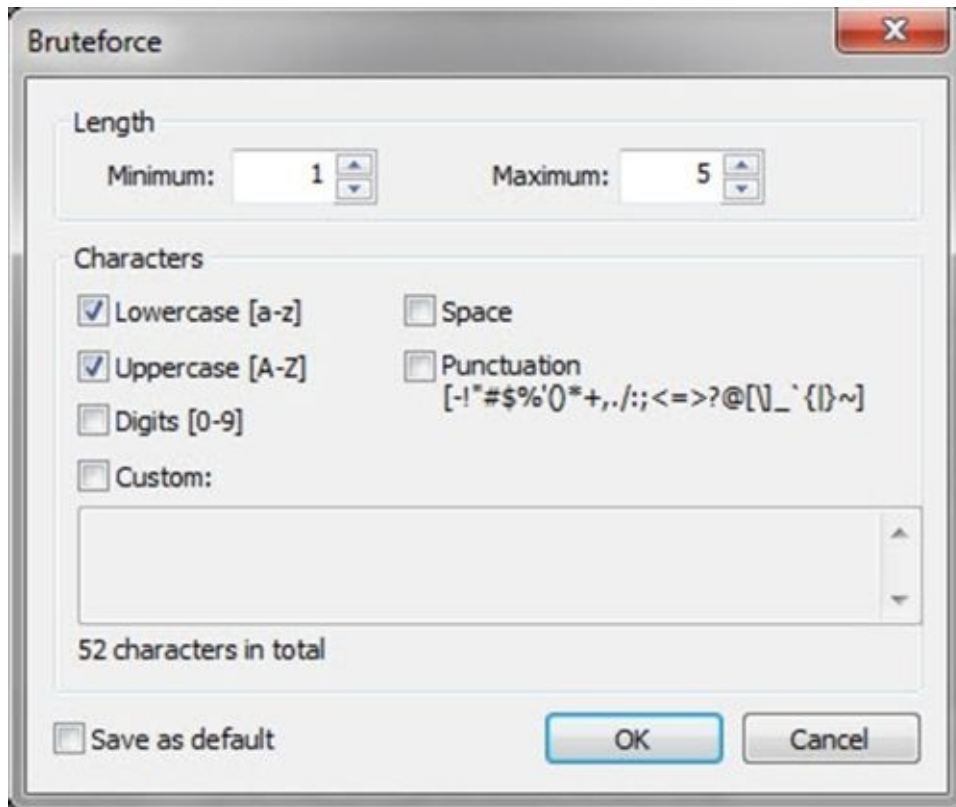 Bruteforce
Length
Minimum: 1 Maximum: 5
Characters
Lowercase [a-z] Space
Uppercase [A-Z] Punctuation
[-!"#$%'()*+,./:;<=>?@[\]_`{|}~]
Digits [0-9]
Custom:
52 characters in total
Save as default OK Cancel